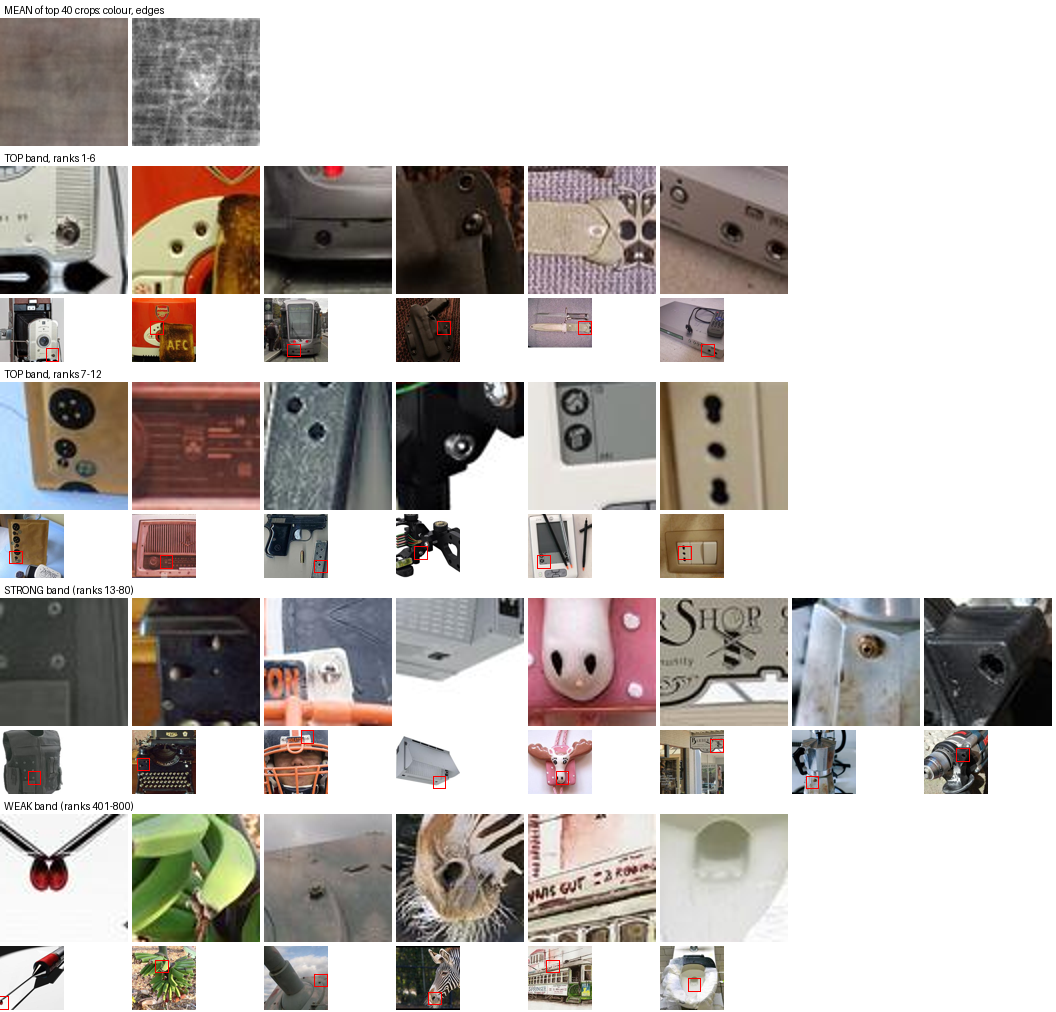 MEAN of top 40 crops: colour, edges
TOP band, ranks 1-6
AFC
TOP band, ranks 7-12
STRONG band (ranks 13-80)
ON
SHOP
WEAK band (ranks 401-800)